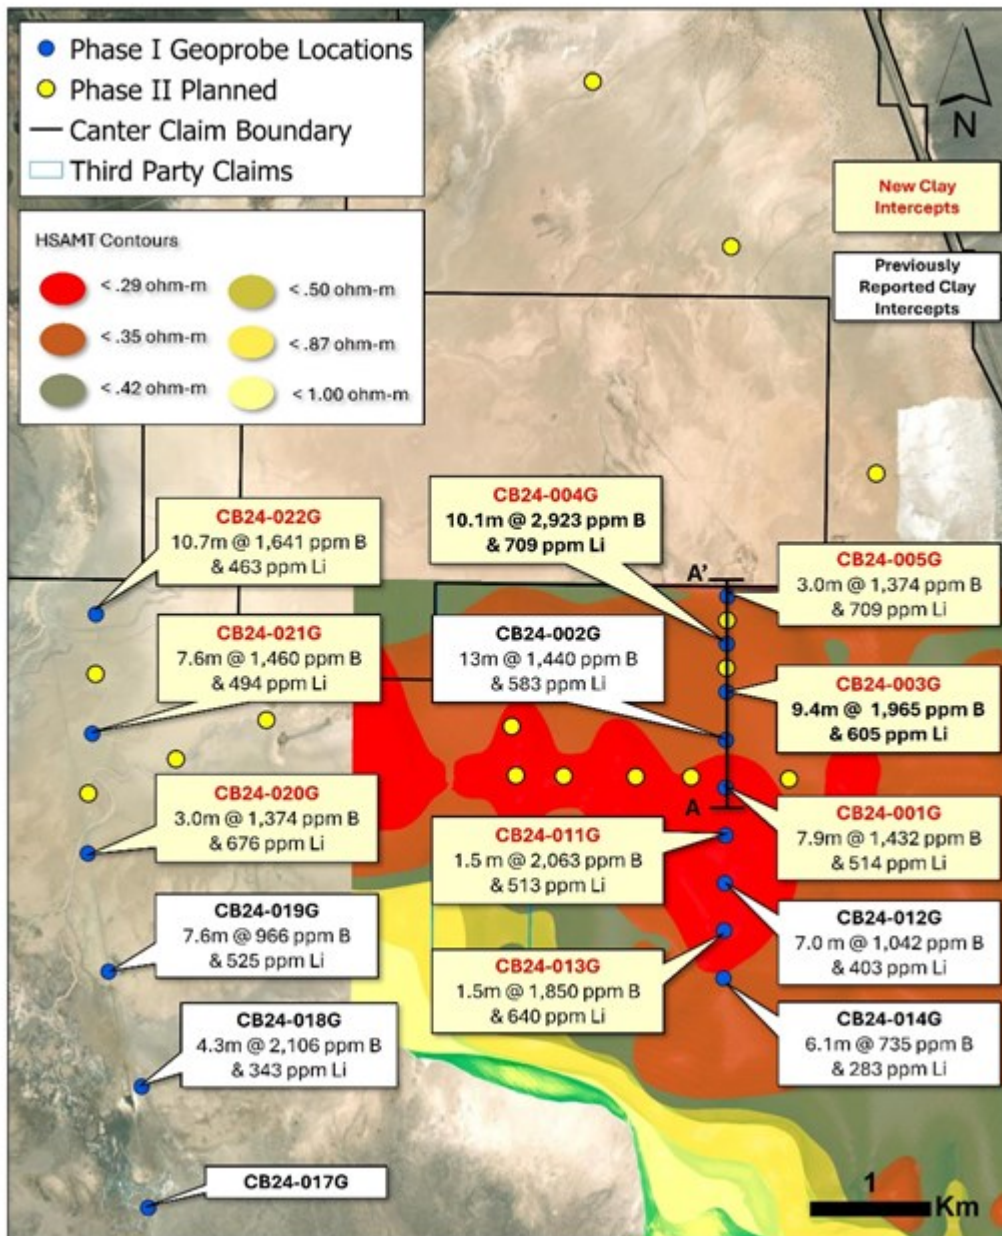 Phase I Geoprobe Locations
Phase II Planned
Canter Claim Boundary
Third Party Claims
N
HSAMT Contours
< .29 ohm-m
< .50 ohm-m
< .35 ohm-m
< .87 ohm-m
< .42 ohm-m
< 1.00 ohm-m
New Clay
Intercepts
Previously
Reported Clay
Intercepts
CB24-022G
10.7m @ 1,641 ppm B
& 463 ppm Li
CB24-004G
10.1m @ 2,923 ppm B
& 709 ppm Li
A'
CB24-005G
3.0m @ 1,374 ppm B
& 709 ppm Li
CB24-021G
7.6m @ 1,460 ppm B
& 494 ppm Li
CB24-002G
13m @ 1,440 ppm B
& 583 ppm Li
CB24-003G
9.4m @ 1,965 ppm B
& 605 ppm Li
CB24-020G
3.0m @ 1,374 ppm B
& 676 ppm Li
A
CB24-011G
1.5 m @ 2,063 ppm B
& 513 ppm Li
CB24-001G
7.9m @ 1,432 ppm B
& 514 ppm Li
CB24-019G
7.6m @ 966 ppm B
& 525 ppm Li
CB24-013G
1.5m @ 1,850 ppm B
& 640 ppm Li
CB24-012G
7.0 m @ 1,042 ppm B
& 403 ppm Li
CB24-018G
4.3m @ 2,106 ppm B
& 343 ppm Li
CB24-014G
6.1m @ 735 ppm B
& 283 ppm Li
CB24-017G
1
Km